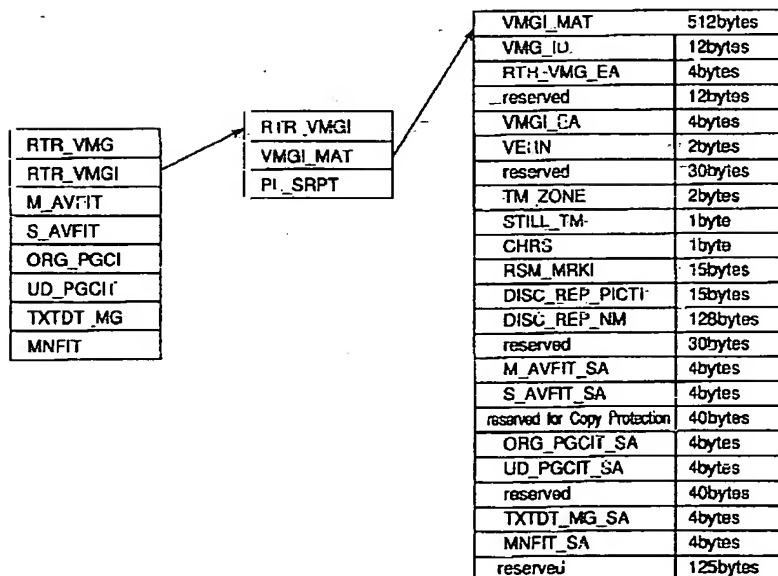 RTR_VMG
RTR_VMGI
M_AVFIT
S_AVFIT
ORG_PGCI
UD_PGCIT
TXTDT_MG
MNFIT
RTR_VMGI
VMGI_MAT
PL_SRPT
VMGI_MAT 512bytes
VMG_ID 12bytes
RTR-VMG_EA 4bytes
reserved 12bytes
VMGI_EA 4bytes
VERN 2bytes
reserved 30bytes
TM_ZONE 2bytes
STILL_TM 1byte
CHRS 1byte
RSM_MRKI 15bytes
DISC_REP_PICTI 15bytes
DISC_REP_NM 128bytes
reserved 30bytes
M_AVFIT_SA 4bytes
S_AVFIT_SA 4bytes
reserved for Copy Protection 40bytes
ORG_PGCIT_SA 4bytes
UD_PGCIT_SA 4bytes
reserved 40bytes
TXTDT_MG_SA 4bytes
MNFIT_SA 4bytes
reserved 125bytes